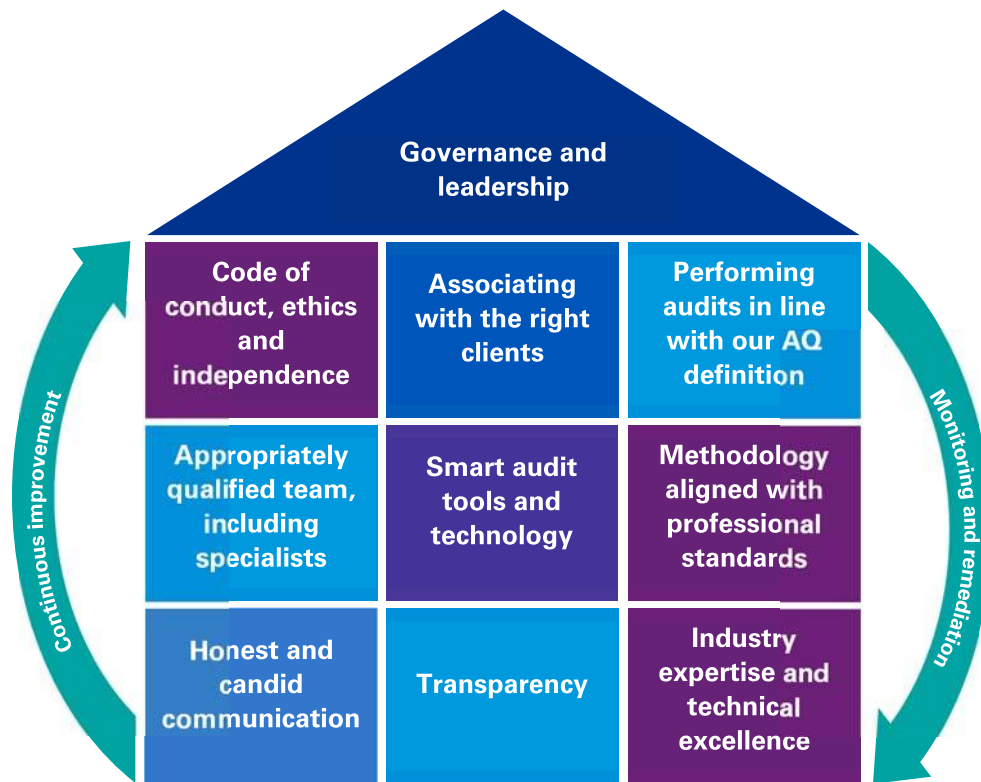 Governance and
leadership
Code of
conduct, ethics
and
independence
Associating
with the right
clients
Performing
audits in line
with our AQ
definition
Appropriately
qualified team,
including
specialists
Smart audit
tools and
technology
Methodology
aligned with
professional
standards
Honest and
candid
communication
Transparency
Industry
expertise and
technical
excellence
Continuous improvement
Monitoring and remediation